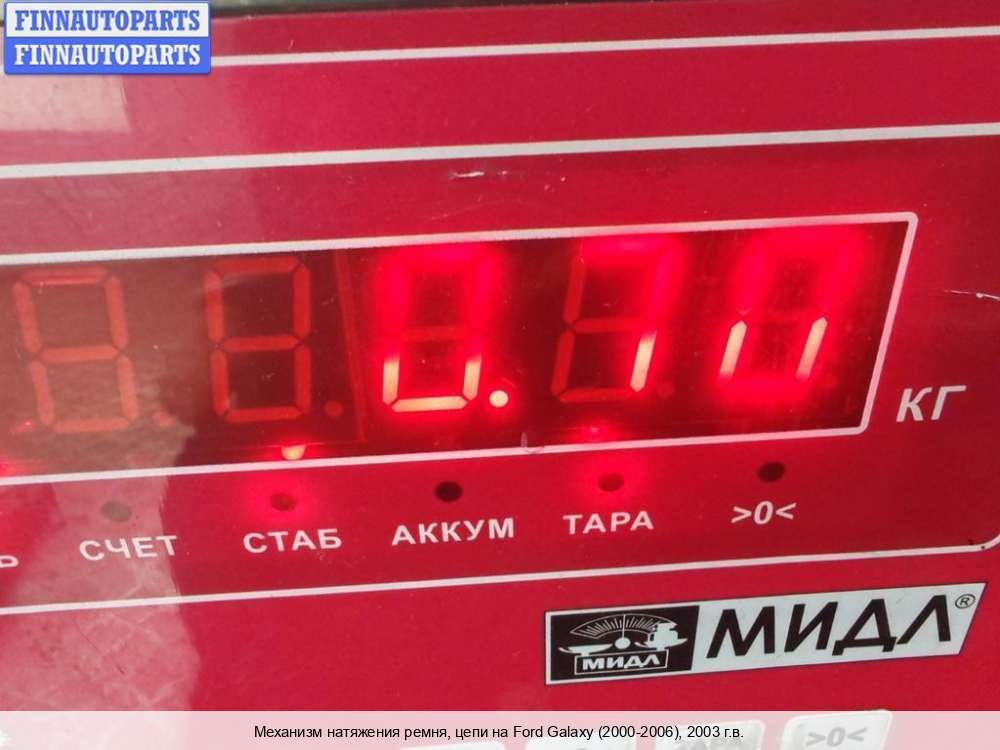 FINNAUTOPARTS
FINNAUTOPARTS
КГ
СЧЕТ СТАБ АККУМ ТАРА >0<
МИДЛ МИДЛ®
>0<
Механизм натяжения ремня, цепи на Ford Galaxy (2000-2006), 2003 г.в.